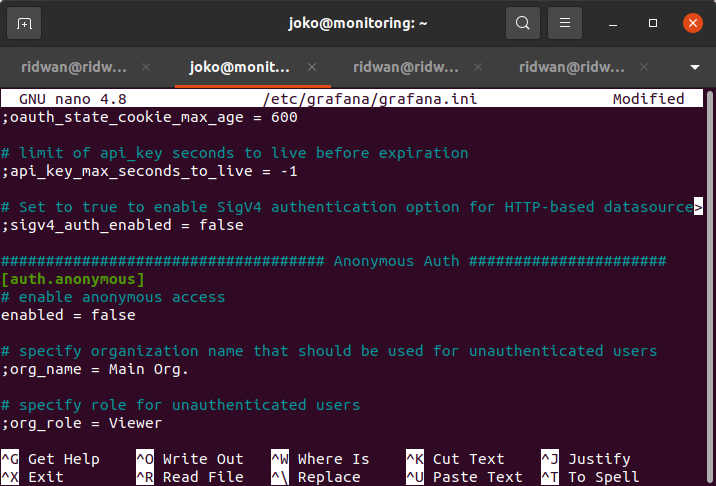 joko@monitoring: ~
ridwan@ridw... × joko@monit... × ridwan@ridw... × ridwan@ridw... ×
GNU nano 4.8 /etc/grafana/grafana.ini Modified
;oauth_state_cookie_max_age = 600
# limit of api_key seconds to live before expiration
;api_key_max_seconds_to_live = -1
# Set to true to enable SigV4 authentication option for HTTP-based datasource>
;sigv4_auth_enabled = false
#################################### Anonymous Auth ######################
[auth.anonymous]
# enable anonymous access
enabled = false
# specify organization name that should be used for unauthenticated users
;org_name = Main Org.
# specify role for unauthenticated users
;org_role = Viewer
^G Get Help ^O Write Out ^W Where Is ^K Cut Text ^J Justify
^X Exit ^R Read File ^\ Replace ^U Paste Text ^T To Spell